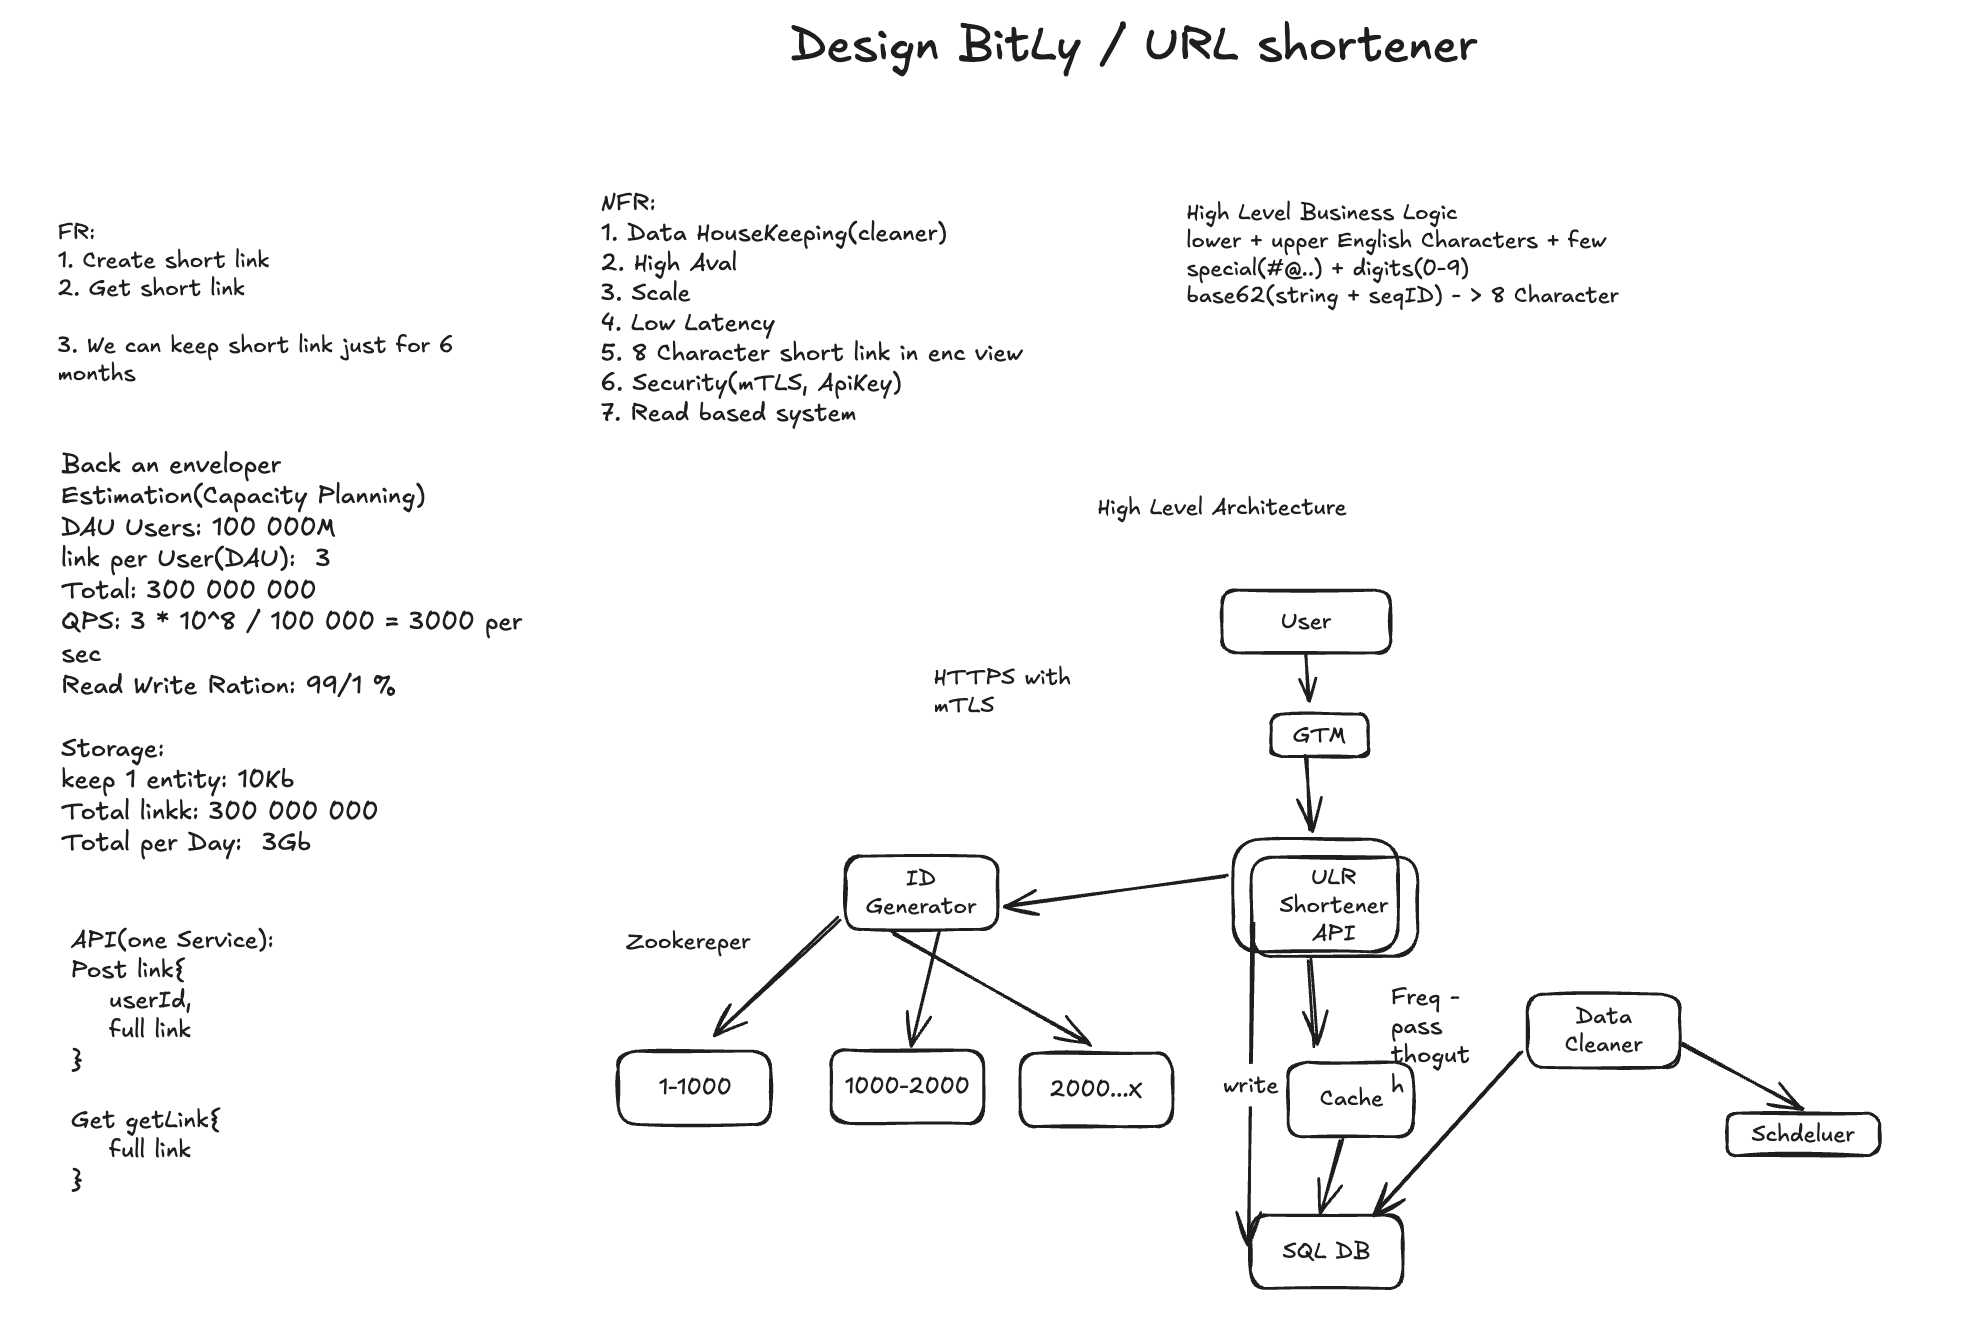 Design BitLy / URL shortener
FR:
1. Create short link
2. Get short link
3. We can keep short link just for 6
months
NFR:
1. Data HouseKeeping(cleaner)
2. High Aval
3. Scale
4. Low Latency
5. 8 Character short link in enc view
6. Security(mTLS, ApiKey)
7. Read based system
High Level Business Logic
lower + upper English Characters + few
special(#@..) + digits(0-9)
base62(string + seqID) - > 8 Character
Back an enveloper
Estimation(Capacity Planning)
DAU Users: 100 000M
link per User(DAU):  3
Total: 300 000 000
QPS: 3 * 10^8 / 100 000 = 3000 per
sec
Read Write Ration: 99/1 %
Storage:
keep 1 entity: 10Kb
Total linkk: 300 000 000
Total per Day:  3Gb
API(one Service):
Post link{
userId,
full link
}
Get getLink{
full link
}
High Level Architecture
User
HTTPS with
mTLS
GTM
ULR
Shortener
API
ID
Generator
Zookereper
1-1000
1000-2000
2000...x
write
Freq -
pass
thogut
h
Cache
SQL DB
Data
Cleaner
Schdeluer